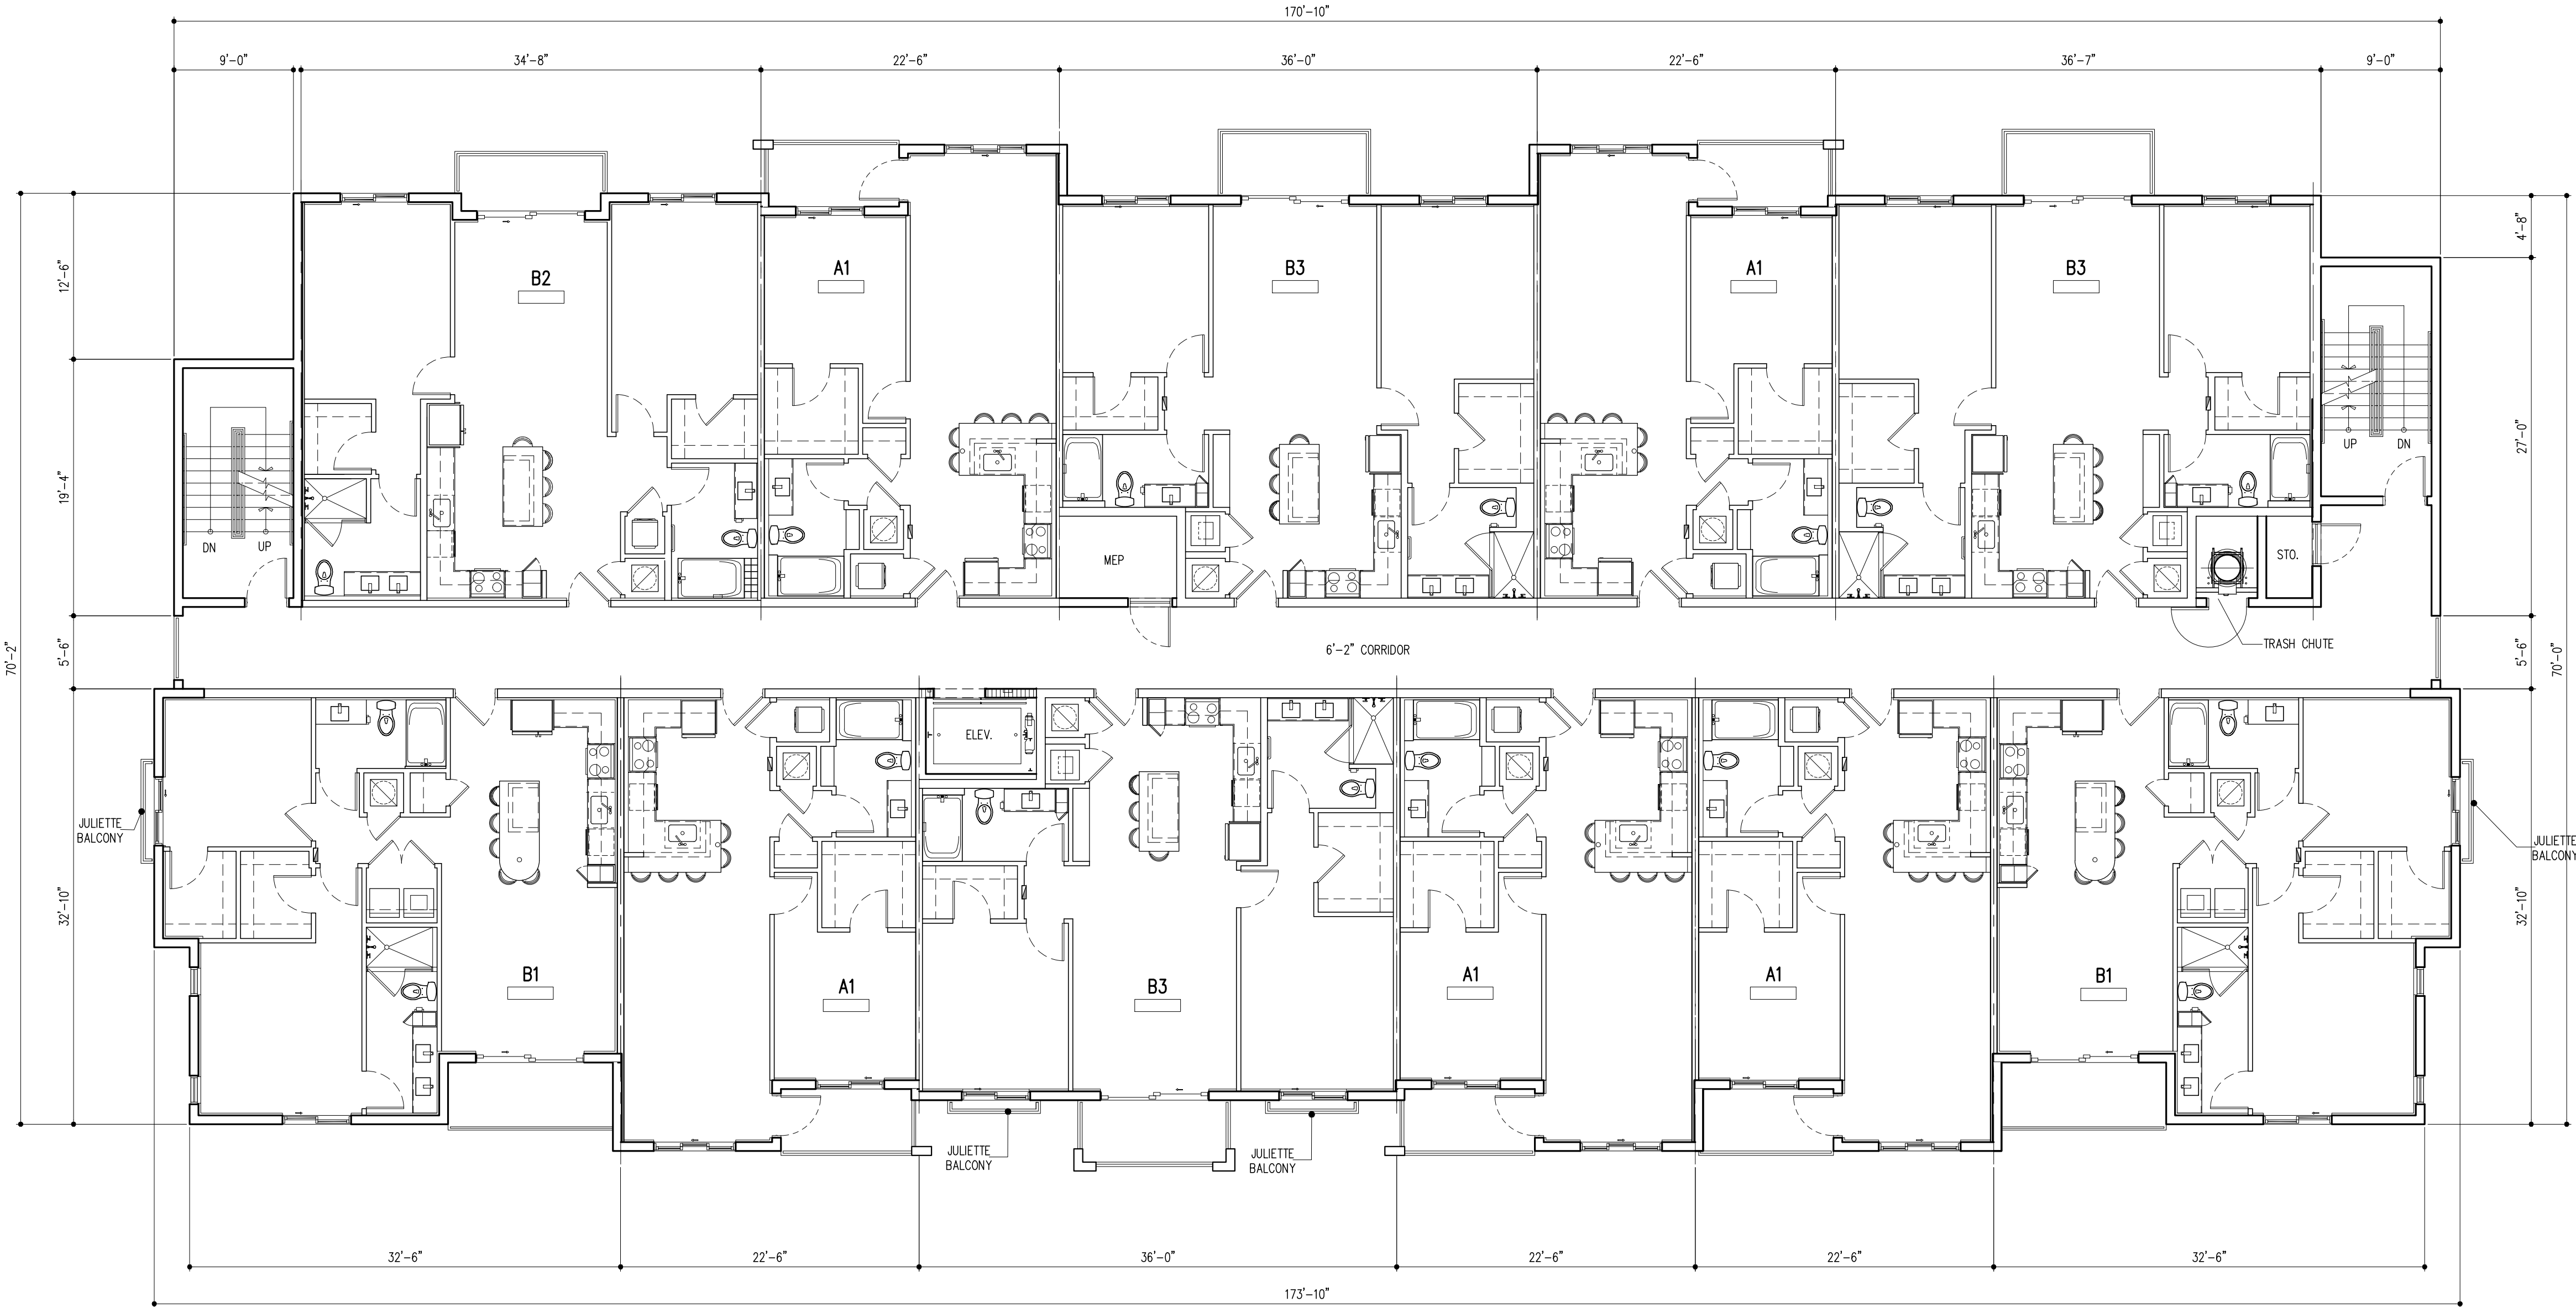 170'-10"
9'-0"
34'-8"
22'-6"
36'-0"
22'-6"
36'-7"
9'-0"
12'-6"
4'-8"
B2
A1
B3
A1
B3
19'-4"
27'-0"
UP
DN
DN
UP
MEP
STO.
70'-2"
5'-6"
6'-2" CORRIDOR
TRASH CHUTE
5'-6"
70'-0"
ELEV.
JULIETTE
BALCONY
JULIETTE
BALCONY
32'-10"
32'-10"
B1
A1
B3
A1
A1
B1
JULIETTE
BALCONY
JULIETTE
BALCONY
32'-6"
22'-6"
36'-0"
22'-6"
22'-6"
32'-6"
173'-10"